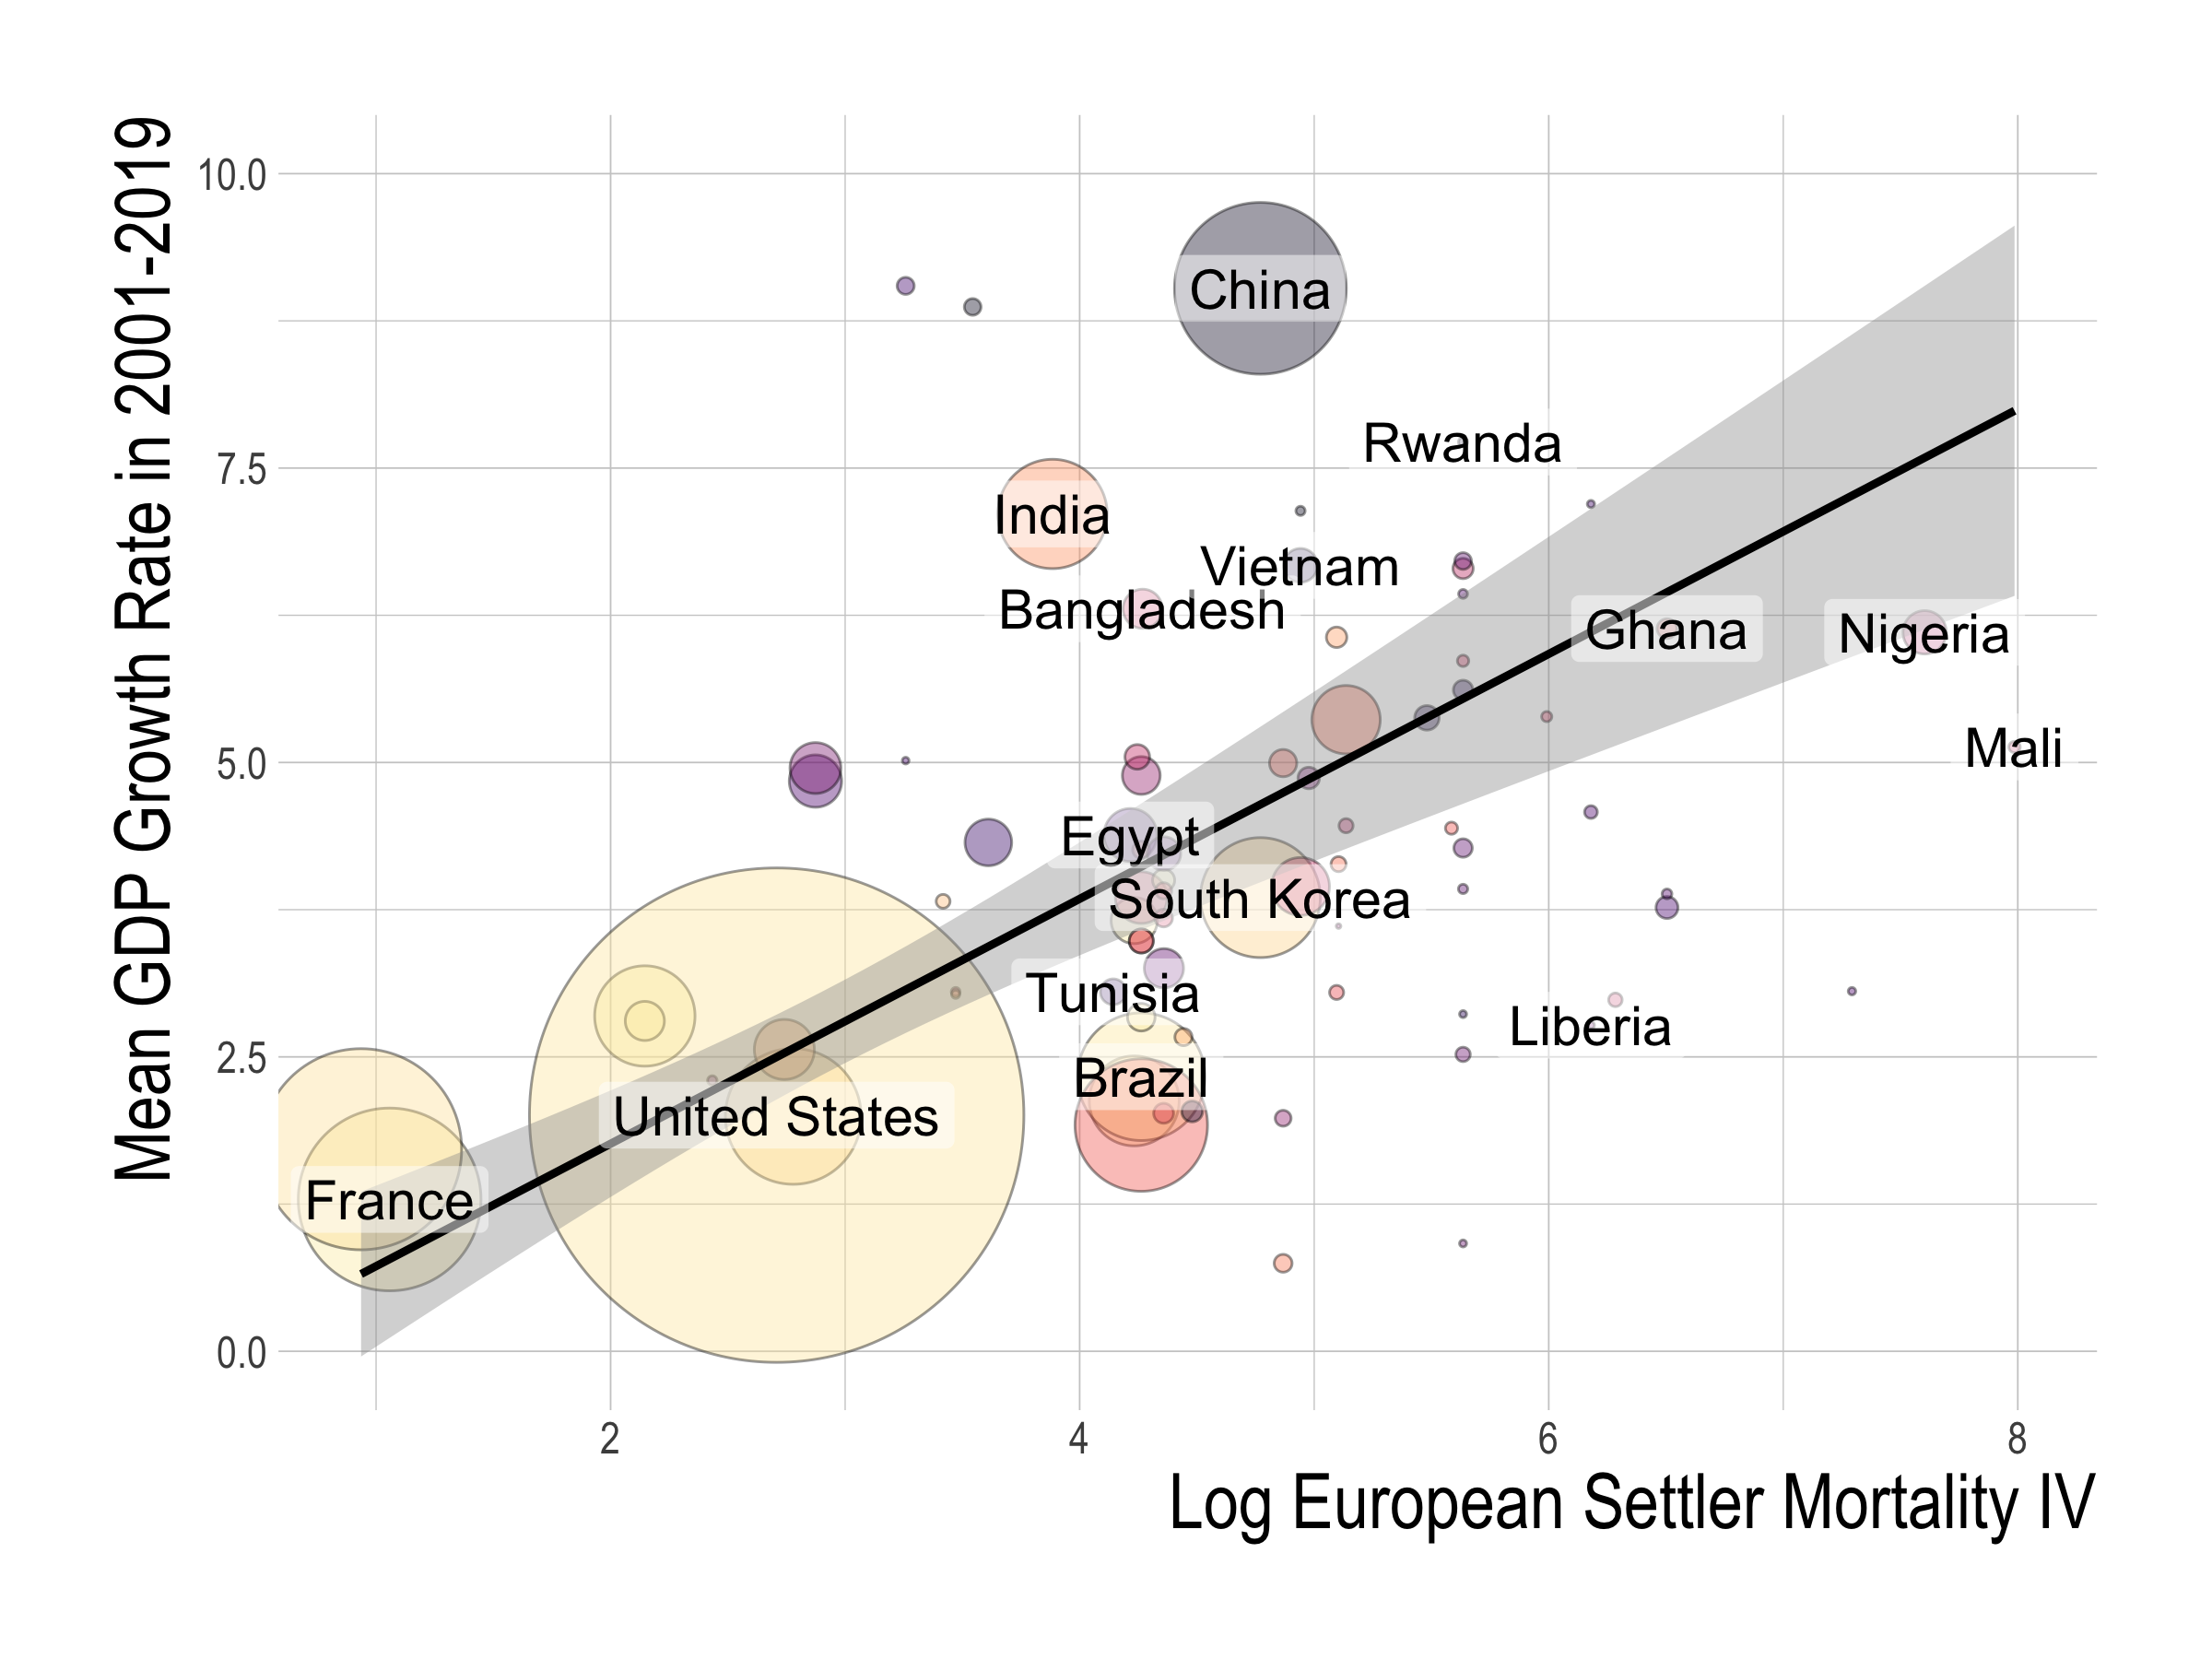 Mean GDP Growth Rate in 2001-2019
10.0
7.5
5.0
2.5
0.0
China
Rwanda
India
Vietnam
Bangladesh
Ghana
Nigeria
Mali
Egypt
South Korea
Tunisia
Liberia
Brazil
United States
France
2
4
6
8
Log European Settler Mortality IV